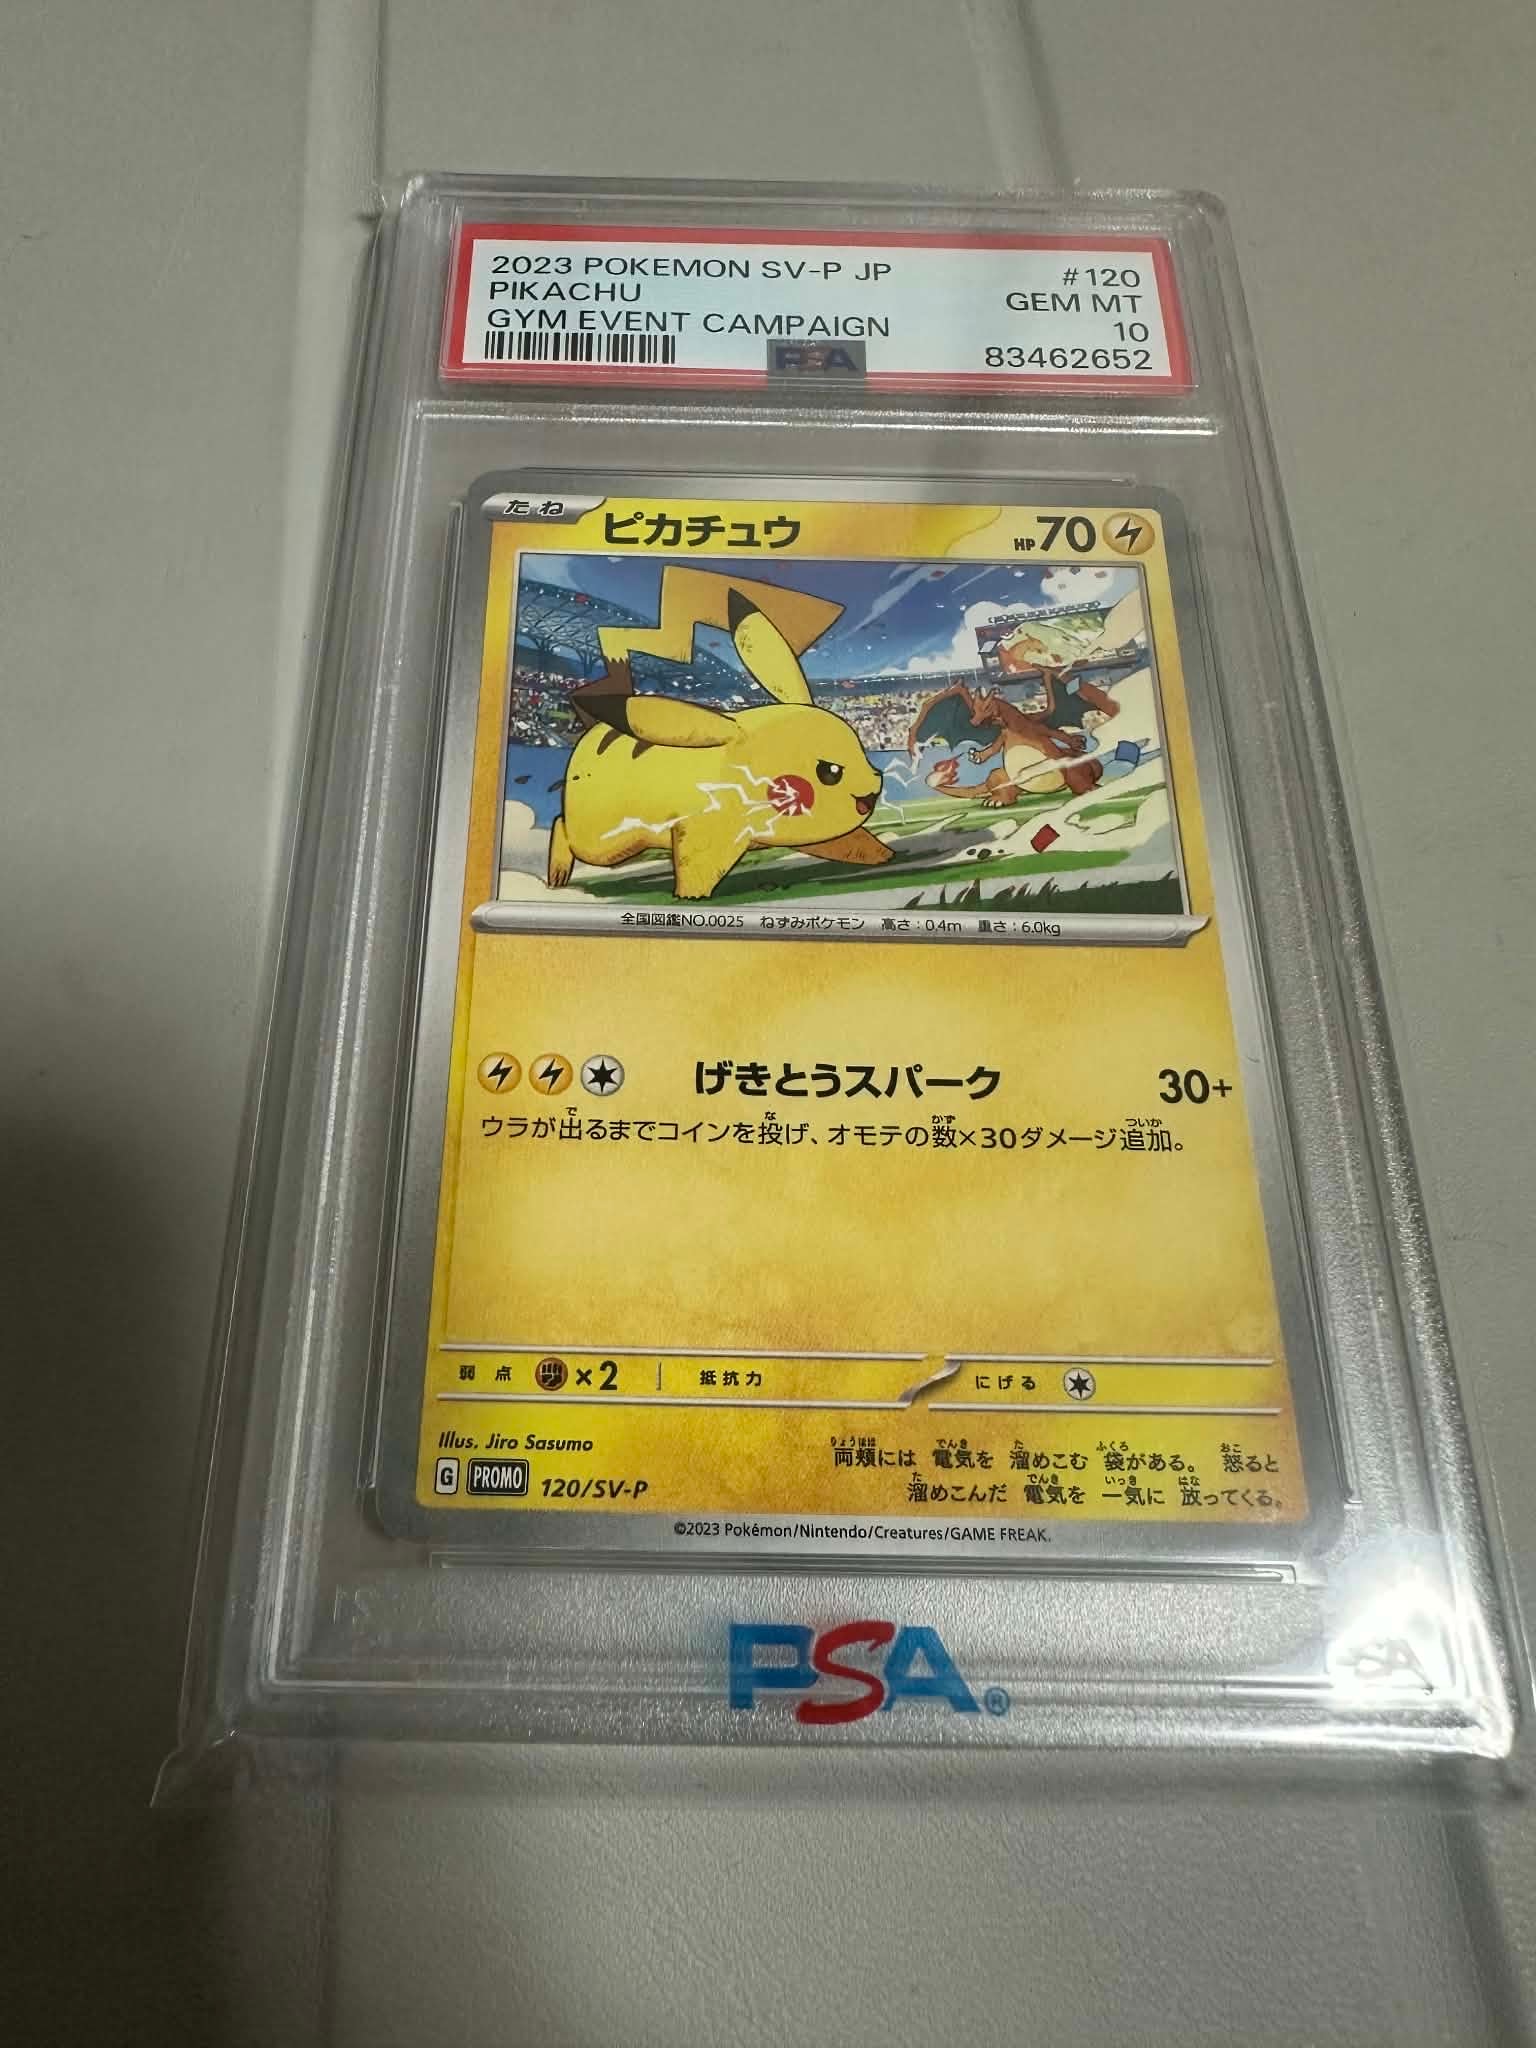 2023 POKEMON SV-P JP #120
PIKACHU GEM MT
GYM EVENT CAMPAIGN 10
PSA 83462652
たね ピカチュウ HP70
全国図鑑NO.0025 ねずみポケモン 高さ:0.4m 重さ:6.0kg
げきとうスパーク 30+
ウラが出るまでコインを投げ、オモテの数×30ダメージ追加。
弱点 ×2 抵抗力 にげる
Illus. Jiro Sasumo
G PROMO 120/SV-P
両頬には 電気を 溜めこむ 袋がある。 怒ると
溜めこんだ 電気を 一気に 放ってくる。
©2023 Pokémon/Nintendo/Creatures/GAME FREAK.
PSA®